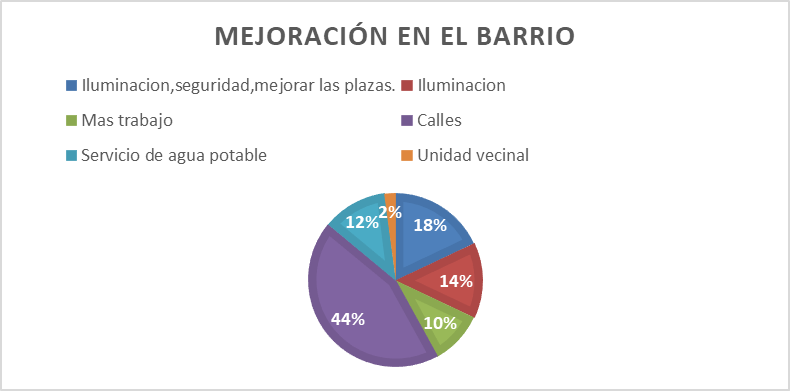 MEJORACIÓN EN EL BARRIO
Iluminacion,seguridad,mejorar las plazas. Iluminacion
Mas trabajo Calles
Servicio de agua potable Unidad vecinal
2%
12% 18%
14%
44% 10%